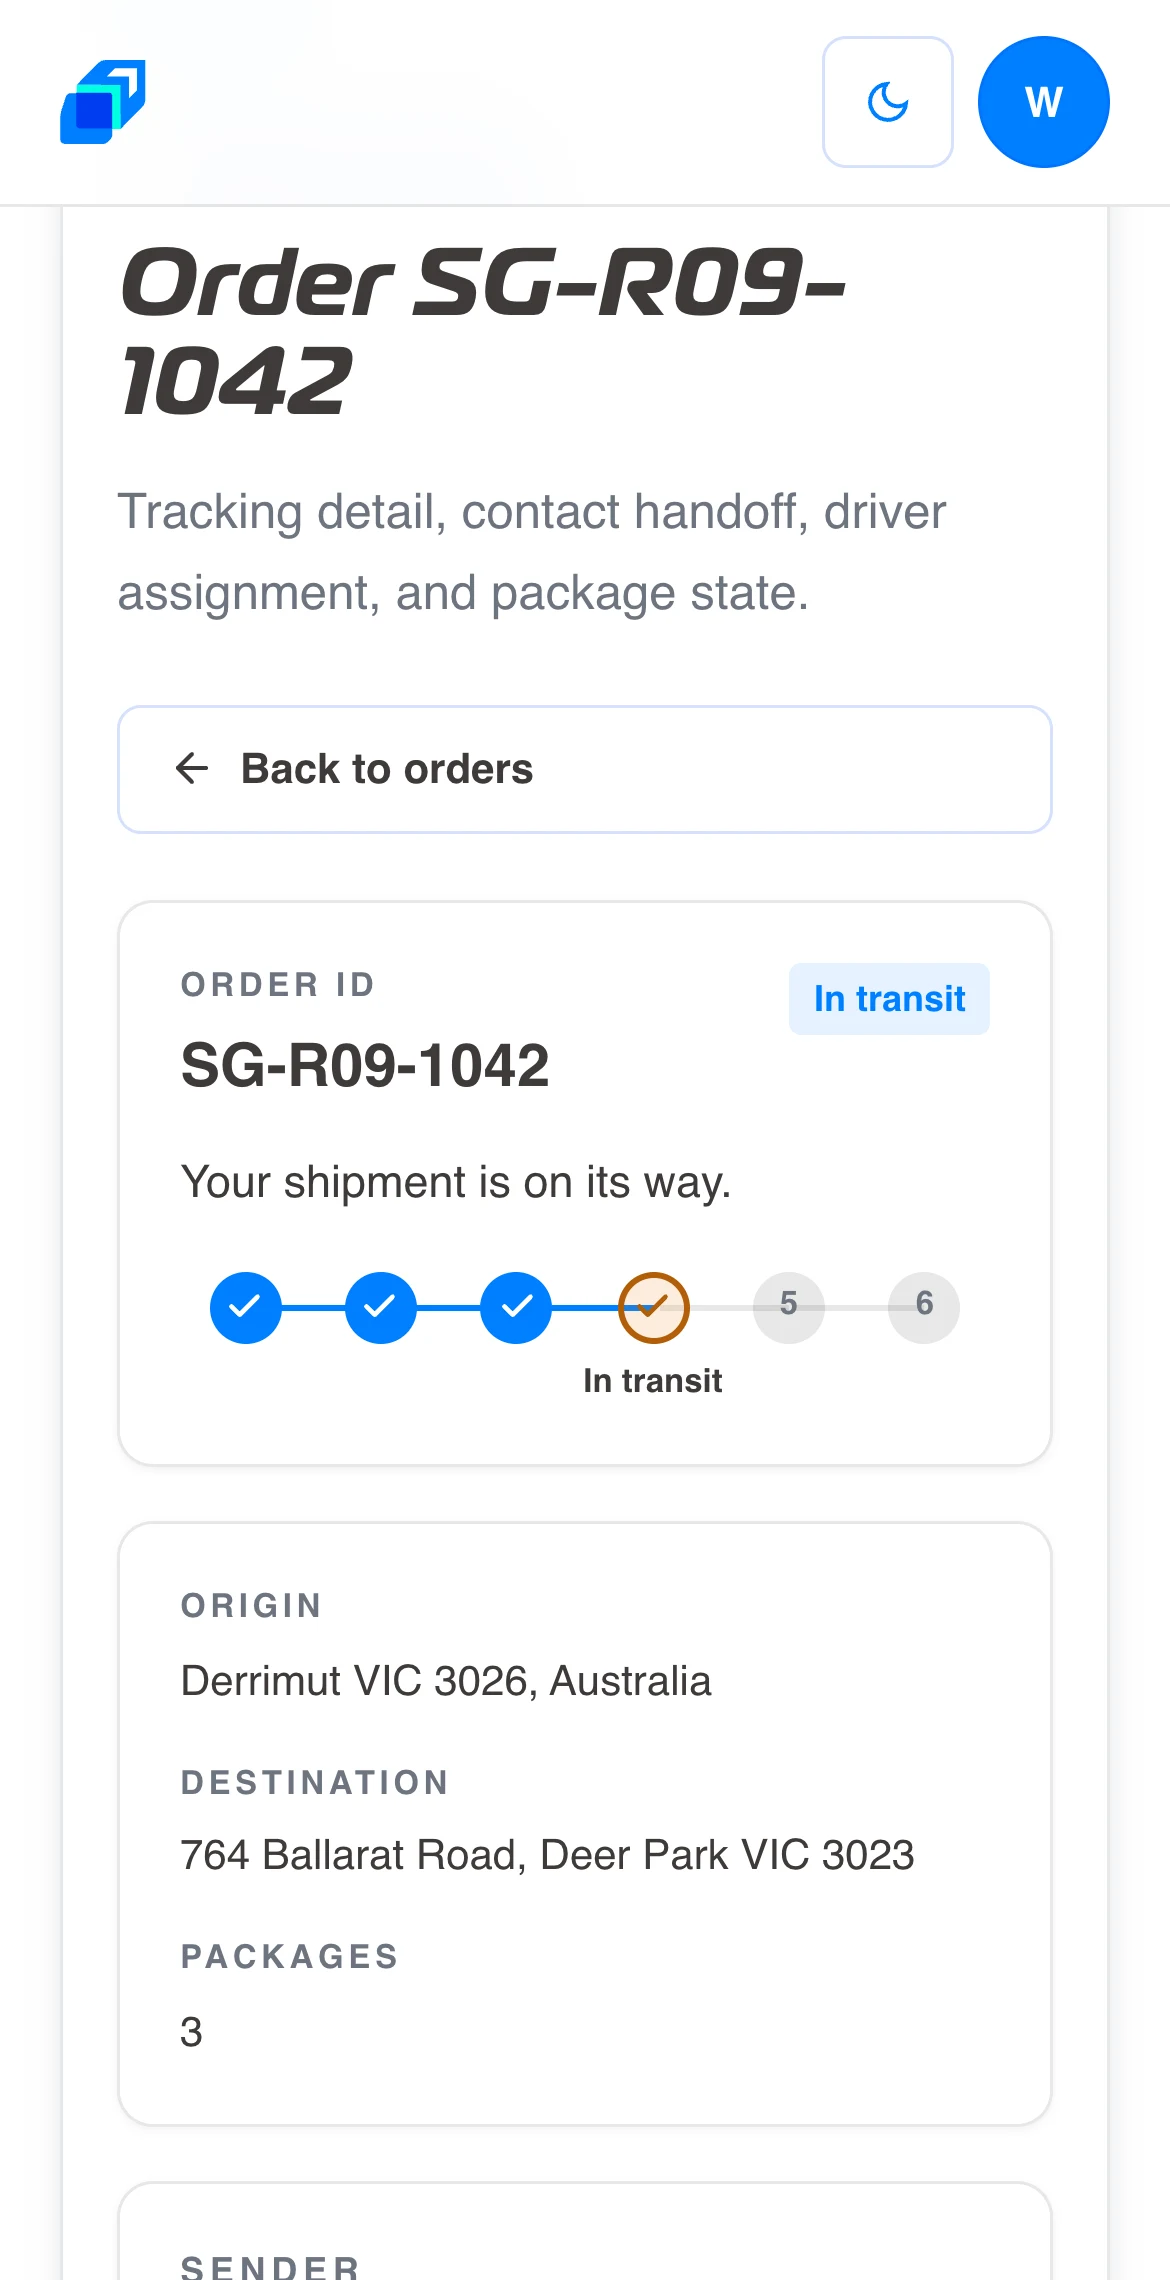 W
Order SG-R09-
1042
Tracking detail, contact handoff, driver
assignment, and package state.
Back to orders
ORDER ID
In transit
SG-R09-1042
Your shipment is on its way.
5
6
In transit
ORIGIN
Derrimut VIC 3026, Australia
DESTINATION
764 Ballarat Road, Deer Park VIC 3023
PACKAGES
3
SENDER